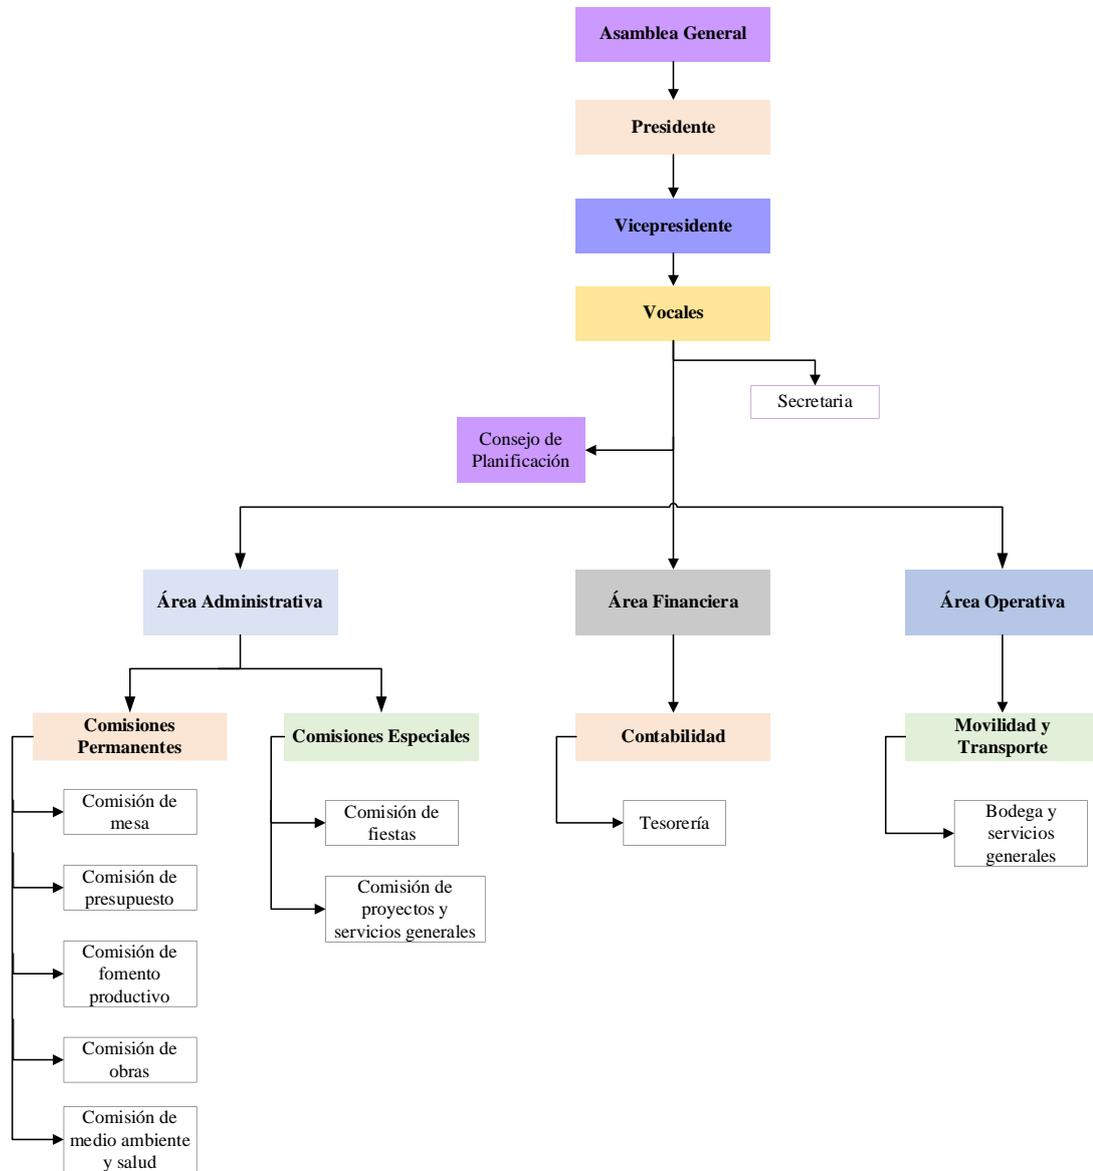 Asamblea General
Presidente
Vicepresidente
Vocales
Secretaria
Consejo de
Planificación
Área Administrativa
Área Financiera
Área Operativa
Comisiones
Permanentes
Comisiones Especiales
Contabilidad
Movilidad y
Transporte
Comisión de
mesa
Comisión de
presupuesto
Comisión de
fomento
productivo
Comisión de
obras
Comisión de
medio ambiente
y salud
Comisión de
fiestas
Comisión de
proyectos y
servicios generales
Tesorería
Bodega y
servicios
generales